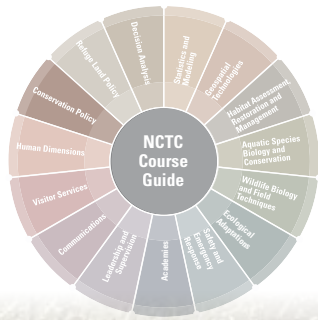 NCTC
Course
Guide
Decision Analysis
Statistics and
Modeling
Geospatial
Technologies
Habitat Assessment,
Restoration and
Management
Aquatic Species
Biology and
Conservation
Wildlife Biology
and Field
Techniques
Ecological
Adaptations
Safety and
Emergency
Response
Academies
Leadership and
Supervision
Communications
Visitor Services
Human Dimensions
Conservation Policy
Refuge Land Policy